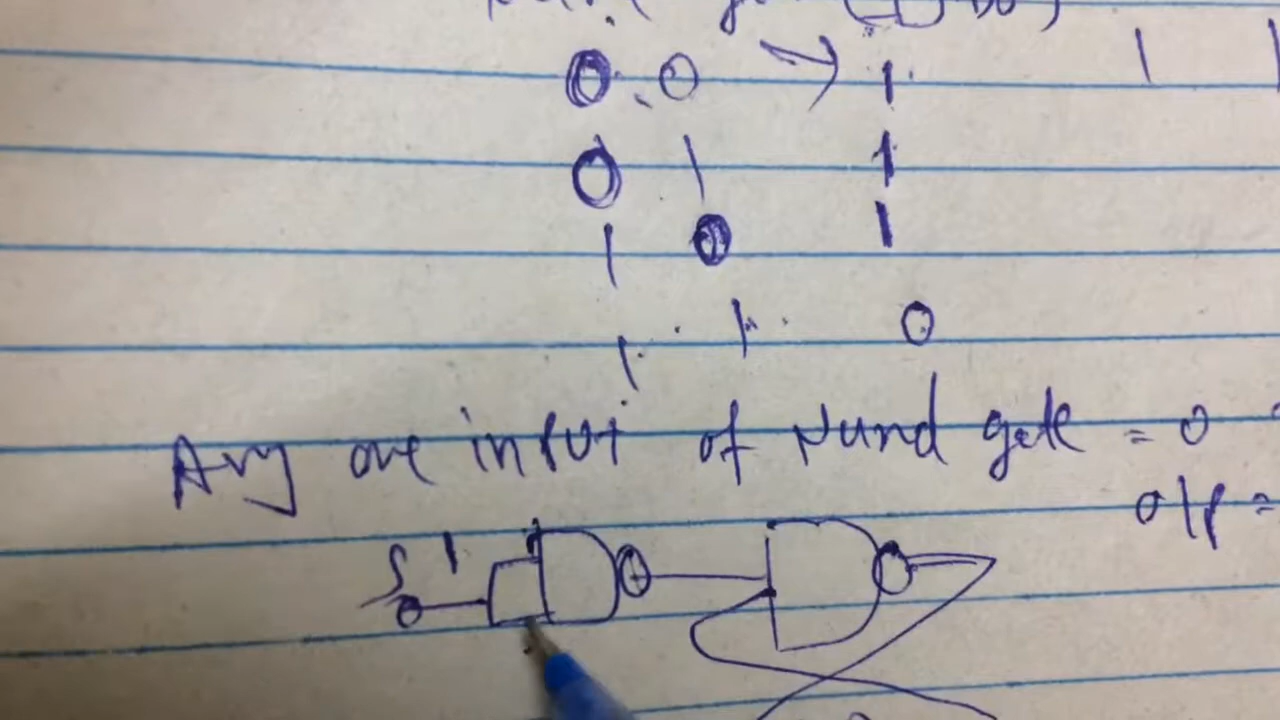 0 . 0 → 1
0 1 1
1 0 1
1 1 0
Any one input of Nand gate = 0
o/p =
S 1